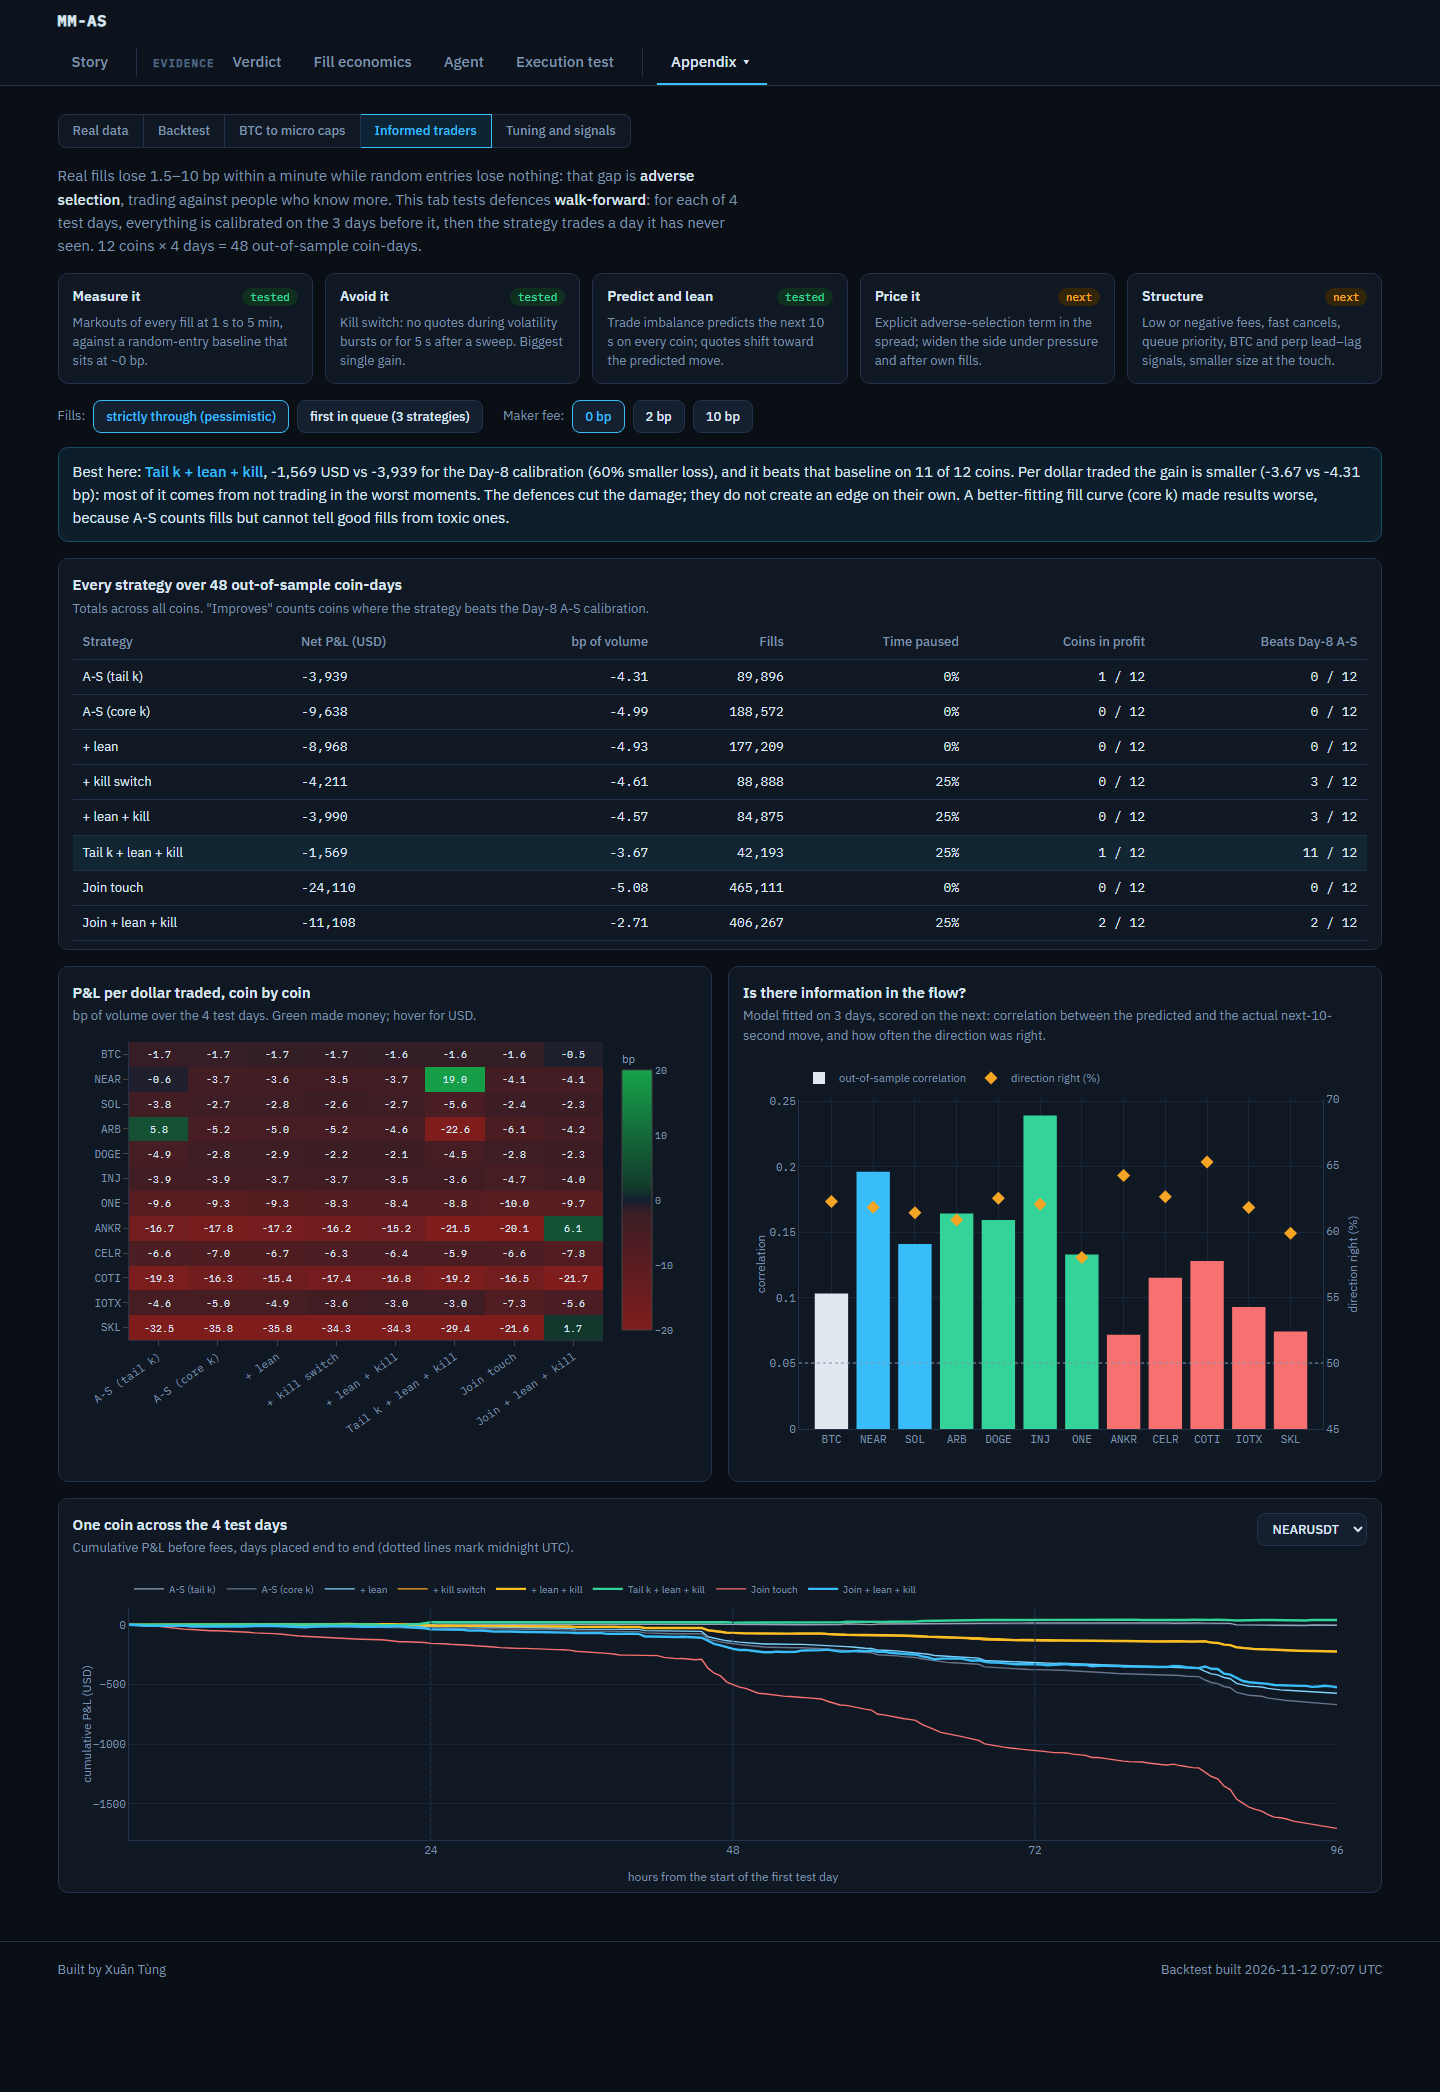 MM-AS
Story EVIDENCE Verdict Fill economics Agent Execution test Appendix ▾
Real data Backtest BTC to micro caps Informed traders Tuning and signals
Real fills lose 1.5–10 bp within a minute while random entries lose nothing: that gap is adverse
selection, trading against people who know more. This tab tests defences walk-forward: for each of 4
test days, everything is calibrated on the 3 days before it, then the strategy trades a day it has never
seen. 12 coins × 4 days = 48 out-of-sample coin-days.
Measure it tested
Markouts of every fill at 1 s to 5 min,
against a random-entry baseline that
sits at ~0 bp.
Avoid it tested
Kill switch: no quotes during volatility
bursts or for 5 s after a sweep. Biggest
single gain.
Predict and lean tested
Trade imbalance predicts the next 10
s on every coin; quotes shift toward
the predicted move.
Price it next
Explicit adverse-selection term in the
spread; widen the side under pressure
and after own fills.
Structure next
Low or negative fees, fast cancels,
queue priority, BTC and perp lead–lag
signals, smaller size at the touch.
Fills: strictly through (pessimistic) first in queue (3 strategies) Maker fee: 0 bp 2 bp 10 bp
Best here: Tail k + lean + kill, -1,569 USD vs -3,939 for the Day-8 calibration (60% smaller loss), and it beats that baseline on 11 of 12 coins. Per dollar traded the gain is smaller (-3.67 vs -4.31
bp): most of it comes from not trading in the worst moments. The defences cut the damage; they do not create an edge on their own. A better-fitting fill curve (core k) made results worse,
because A-S counts fills but cannot tell good fills from toxic ones.
Every strategy over 48 out-of-sample coin-days
Totals across all coins. "Improves" counts coins where the strategy beats the Day-8 A-S calibration.
Strategy Net P&L (USD) bp of volume Fills Time paused Coins in profit Beats Day-8 A-S
A-S (tail k) -3,939 -4.31 89,896 0% 1 / 12 0 / 12
A-S (core k) -9,638 -4.99 188,572 0% 0 / 12 0 / 12
+ lean -8,968 -4.93 177,209 0% 0 / 12 0 / 12
+ kill switch -4,211 -4.61 88,888 25% 0 / 12 3 / 12
+ lean + kill -3,990 -4.57 84,875 25% 0 / 12 3 / 12
Tail k + lean + kill -1,569 -3.67 42,193 25% 1 / 12 11 / 12
Join touch -24,110 -5.08 465,111 0% 0 / 12 0 / 12
Join + lean + kill -11,108 -2.71 406,267 25% 2 / 12 2 / 12
P&L per dollar traded, coin by coin
bp of volume over the 4 test days. Green made money; hover for USD.
BTC -1.7 -1.7 -1.7 -1.7 -1.6 -1.6 -1.6 -0.5
NEAR -0.6 -3.7 -3.6 -3.5 -3.7 19.0 -4.1 -4.1
SOL -3.8 -2.7 -2.8 -2.6 -2.7 -5.6 -2.4 -2.3
ARB 5.8 -5.2 -5.0 -5.2 -4.6 -22.6 -6.1 -4.2
DOGE -4.9 -2.8 -2.9 -2.2 -2.1 -4.5 -2.8 -2.3
INJ -3.9 -3.9 -3.7 -3.7 -3.5 -3.6 -4.7 -4.0
ONE -9.6 -9.3 -9.3 -8.3 -8.4 -8.8 -10.0 -9.7
ANKR -16.7 -17.8 -17.2 -16.2 -15.2 -21.5 -20.1 6.1
CELR -6.6 -7.0 -6.7 -6.3 -6.4 -5.9 -6.6 -7.8
COTI -19.3 -16.3 -15.4 -17.4 -16.8 -19.2 -16.5 -21.7
IOTX -4.6 -5.0 -4.9 -3.6 -3.0 -3.0 -7.3 -5.6
SKL -32.5 -35.8 -35.8 -34.3 -34.3 -29.4 -21.6 1.7
A-S (tail k) A-S (core k) + lean + kill switch + lean + kill Tail k + lean + kill Join touch Join + lean + kill
bp
20
10
0
−10
−20
Is there information in the flow?
Model fitted on 3 days, scored on the next: correlation between the predicted and the actual next-10-
second move, and how often the direction was right.
out-of-sample correlation direction right (%)
0.25 70
0.2 65
0.15 60
0.1 55
0.05 50
0 45
correlation
direction right (%)
BTC NEAR SOL ARB DOGE INJ ONE ANKR CELR COTI IOTX SKL
One coin across the 4 test days NEARUSDT
Cumulative P&L before fees, days placed end to end (dotted lines mark midnight UTC).
A-S (tail k) A-S (core k) + lean + kill switch + lean + kill Tail k + lean + kill Join touch Join + lean + kill
0
−500
−1000
−1500
cumulative P&L (USD)
24 48 72 96
hours from the start of the first test day
Built by Xuân Tùng Backtest built 2026-11-12 07:07 UTC